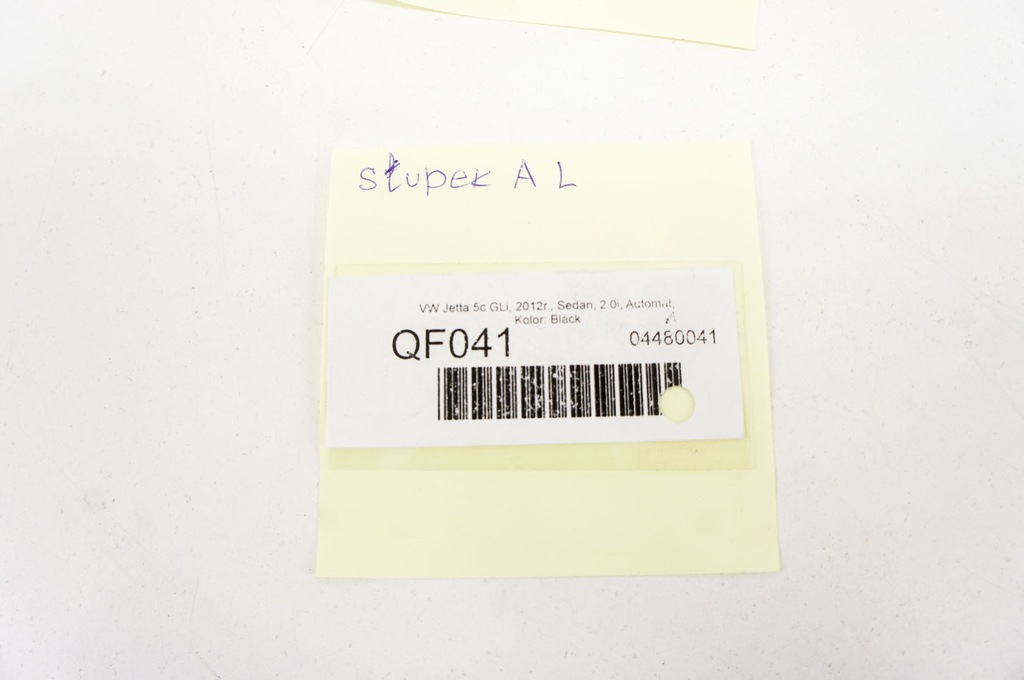 słupek A L
VW Jetta 5c GLi, 2012r., Sedan, 2.0i, Automat,
Kolor: Black
QF041
04480041